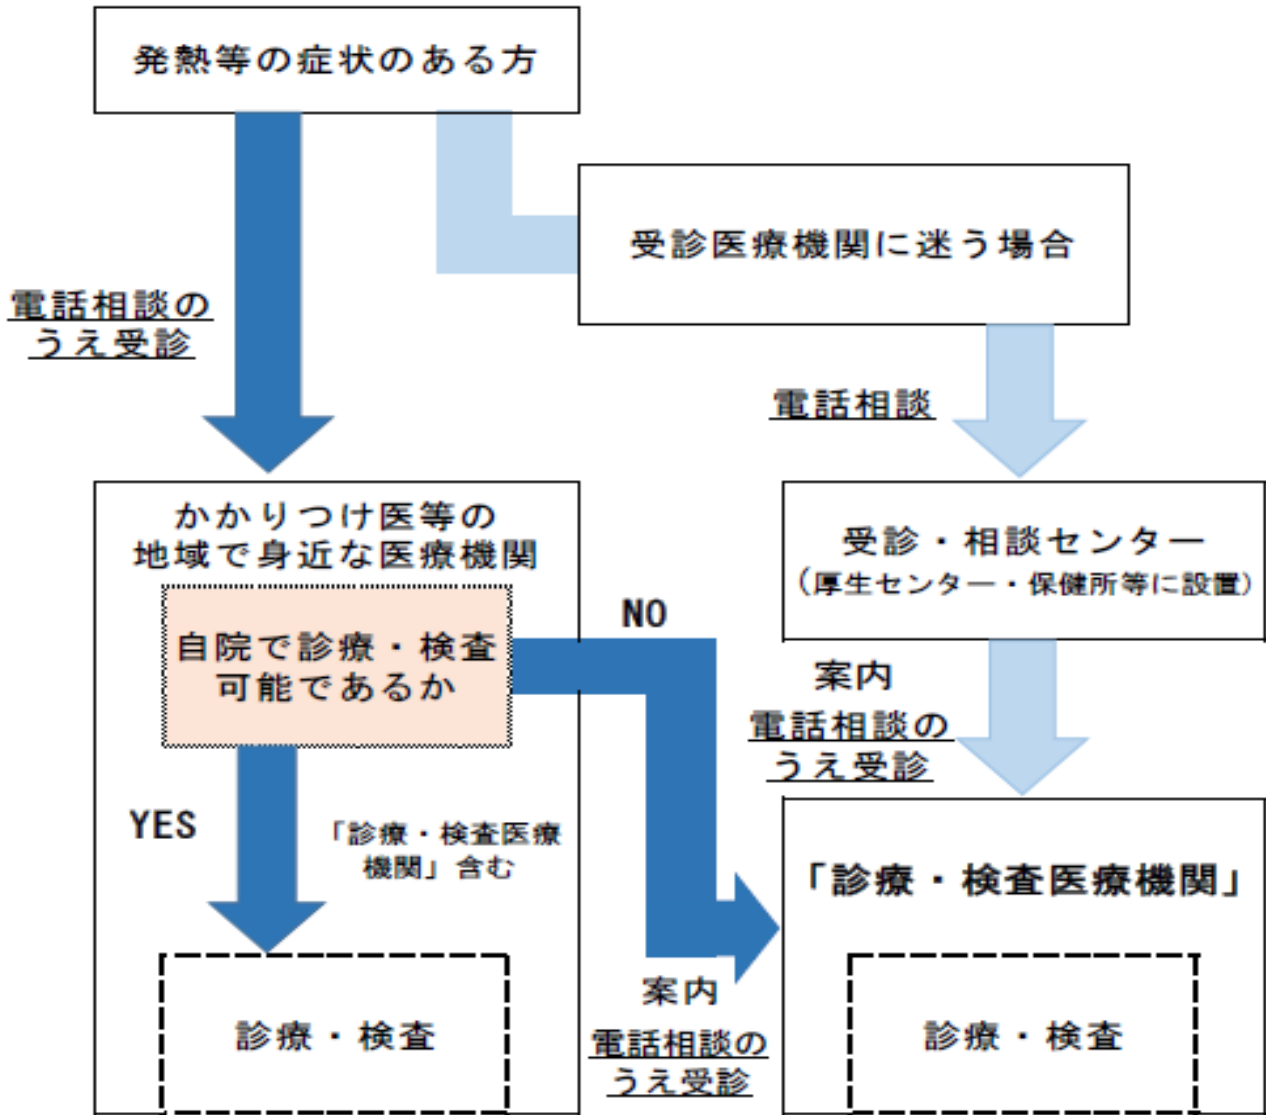 発熱等の症状のある方
受診医療機関に迷う場合
電話相談の
うえ受診
電話相談
かかりつけ医等の
地域で身近な医療機関
自院で診療・検査
可能であるか
NO
YES
「診療・検査医療
機関」含む
診療・検査
案内
電話相談の
うえ受診
受診・相談センター
（厚生センター・保健所等に設置）
案内
電話相談の
うえ受診
「診療・検査医療機関」
診療・検査